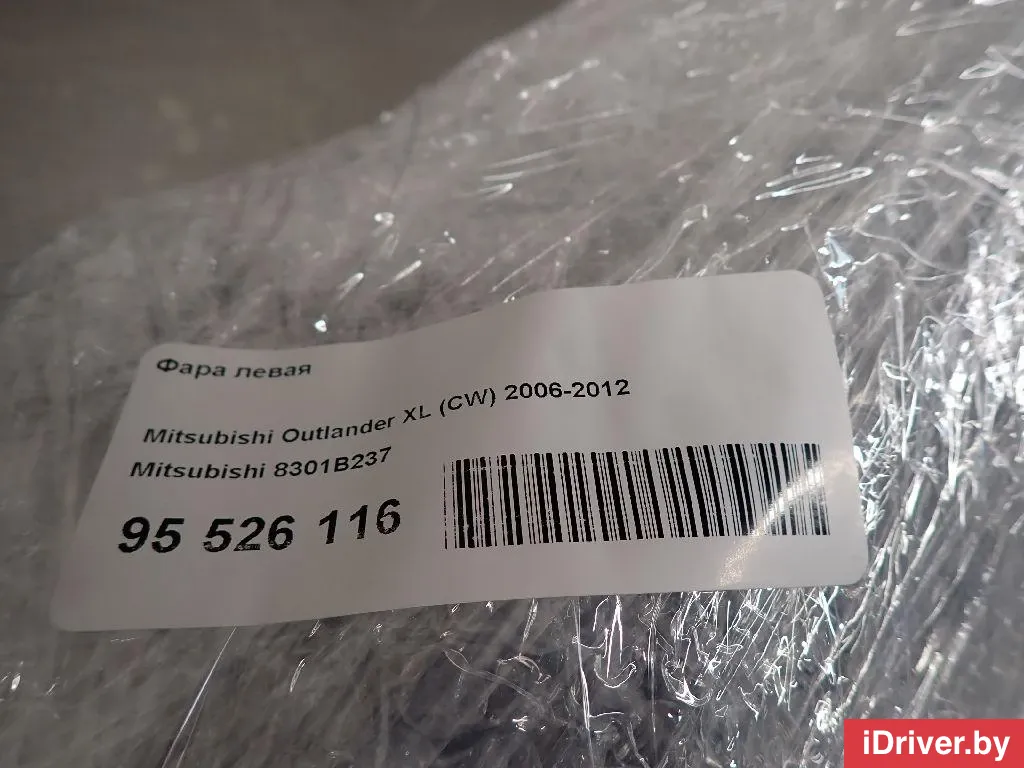 Фара левая
Mitsubishi Outlander XL (CW) 2006-2012
Mitsubishi 8301B237
95 526 116
iDriver.by